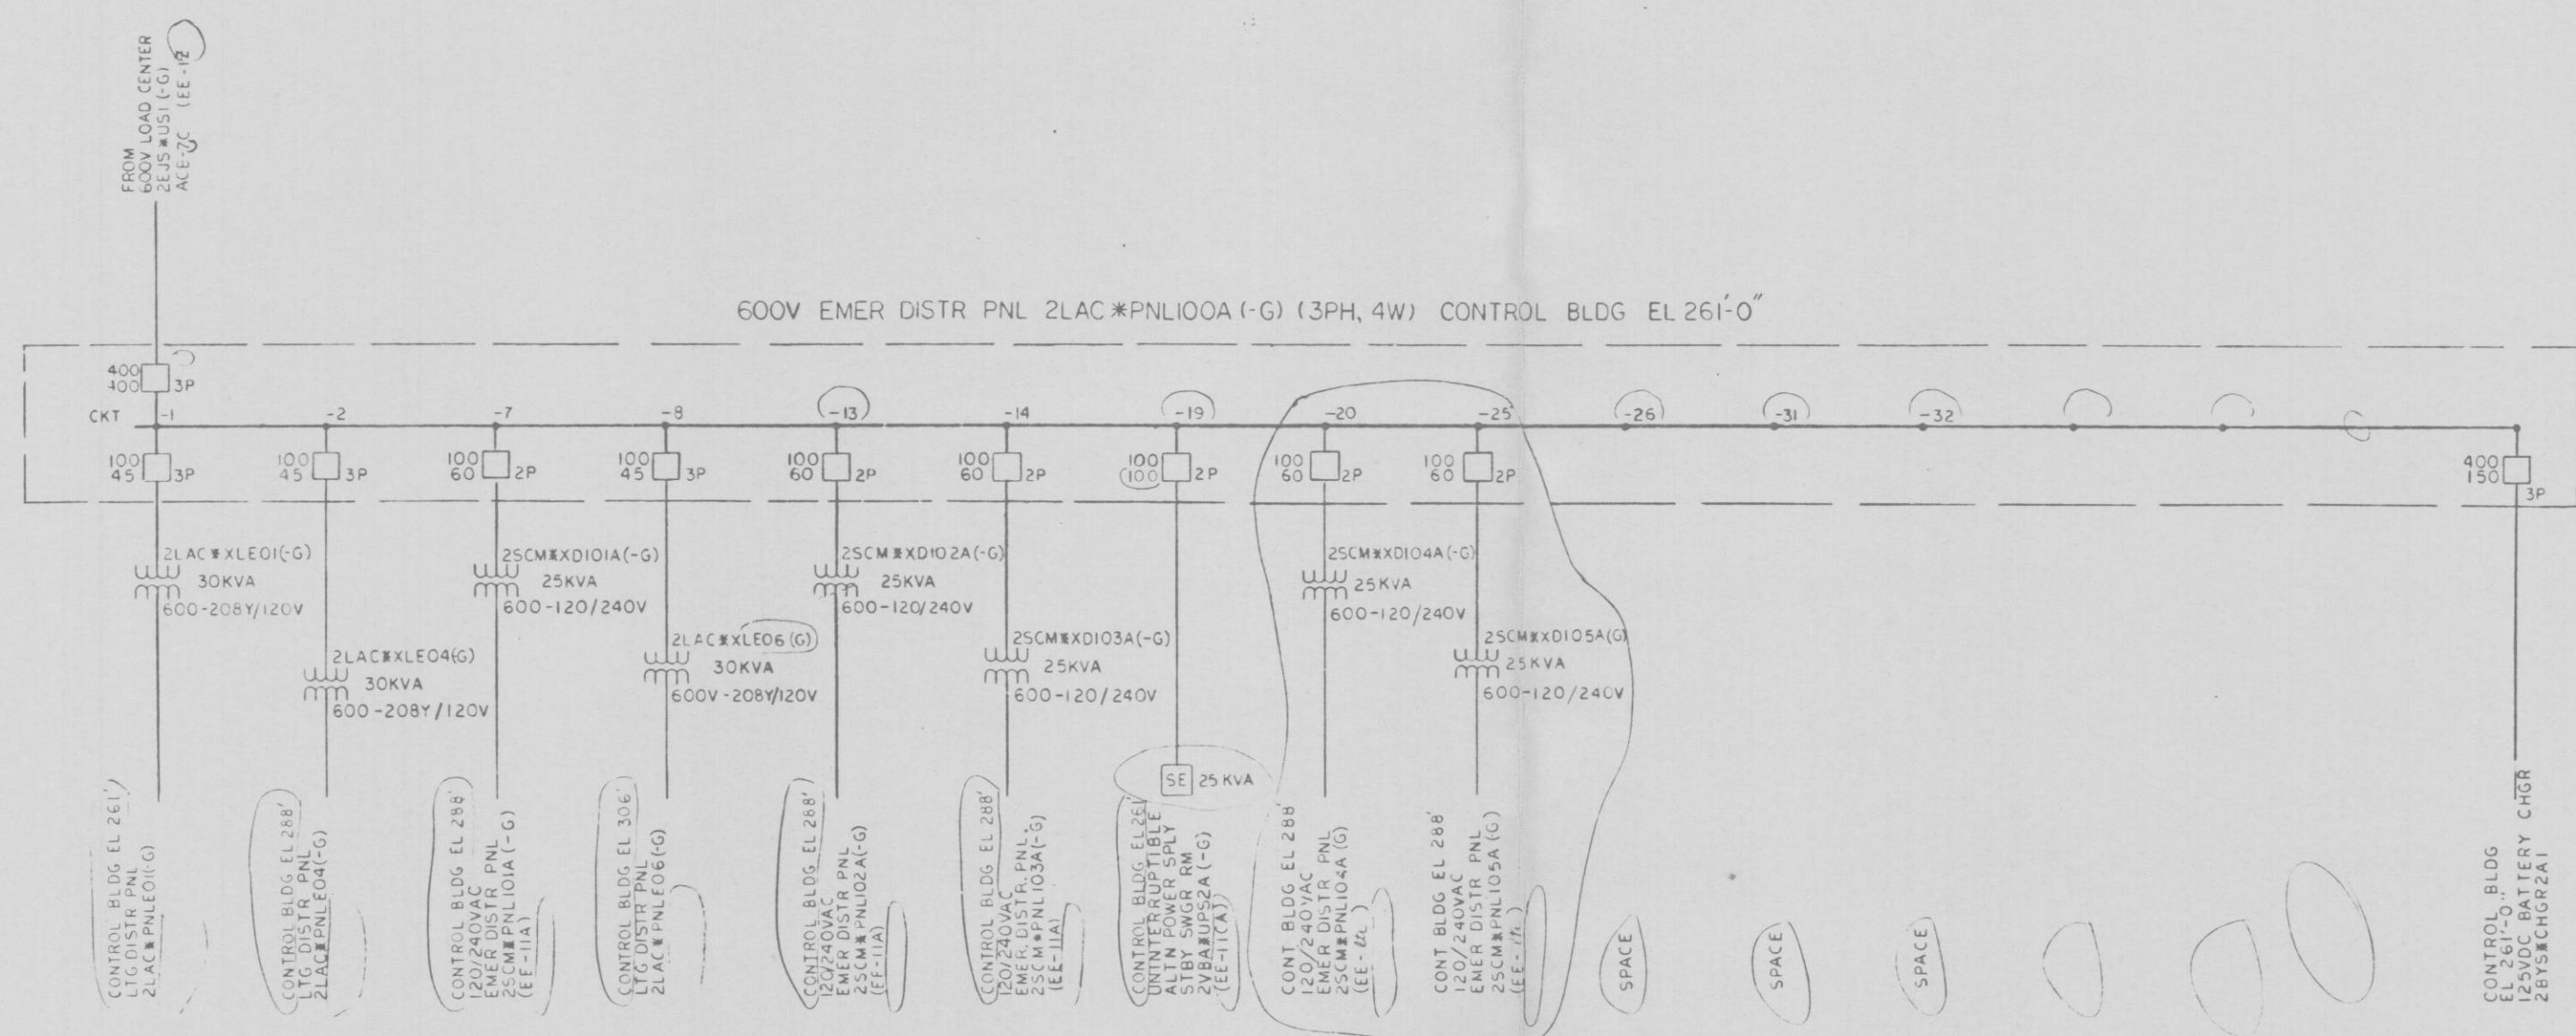 FROM
600V LOAD CENTER
2EJS*US1(-G)
(EE-12
600V EMER DISTR PNL 2LAC*PNL100A(-G) (3PH, 4W) CONTROL BLDG EL 261'-0"
400
400
3P
CKT
-1
-2
-7
-8
-13
-14
-19
-20
-25
-26
-31
-32
100
45
3P
100
45
3P
100
60
2P
100
45
3P
100
60
2P
100
60
2P
100
100
2P
100
60
2P
100
60
2P
400
150
3P
2LAC*XLE01(-G)
30KVA
600-208Y/120V
2LAC*XLE04(-G)
30KVA
600-208Y/120V
2SCM*XD101A(-G)
25KVA
600-120/240V
2LAC*XLE06(G)
30KVA
600V-208Y/120V
2SCM*XD102A(-G)
25KVA
600-120/240V
2SCM*XD103A(-G)
25KVA
600-120/240V
SE 25KVA
2SCM*XD104A(-G)
25KVA
600-120/240V
2SCM*XD105A(G)
25KVA
600-120/240V
CONTROL BLDG EL 261'
LTG DISTR PNL
2LAC*PNLE01(-G)
CONTROL BLDG EL 288'
LTG DISTR PNL
2LAC*PNLE04(-G)
CONTROL BLDG EL 288'
120/240VAC
EMER DISTR PNL
2SCM*PNL101A(-G)
(EE-11A)
CONTROL BLDG EL 306'
LTG DISTR PNL
2LAC*PNLE06(-G)
CONTROL BLDG EL 288'
120/240VAC
EMER DISTR PNL
2SCM*PNL102A(-G)
(EE-11A)
CONTROL BLDG EL 288'
120/240VAC
EMER. DISTR. PNL.
2SCM*PNL103A(-G)
(EE-11A)
CONTROL BLDG EL 261'
UNINTERRUPTIBLE
ALTN POWER SPLY
STBY SWGR RM
2VBA*UPS2A(-G)
(EE-11C(A))
CONT BLDG EL 288'
120/240VAC
EMER DISTR PNL
2SCM*PNL104A(G)
(EE-
CONT BLDG EL 288'
120/240VAC
EMER DISTR PNL
2SCM*PNL105A(G)
(EE-
SPACE
SPACE
SPACE
CONTROL BLDG
EL 261'-0"
125VDC BATTERY CHGR
2BYS*CHGR2A1